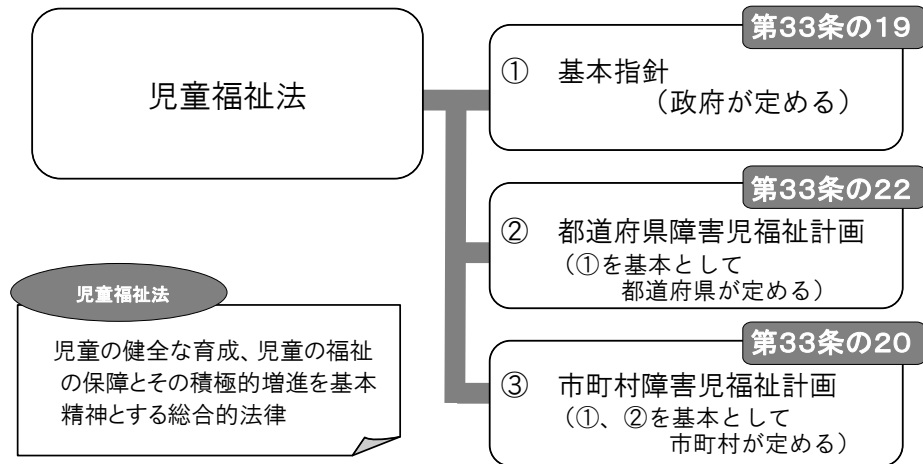 児童福祉法
第33条の19
① 基本指針
(政府が定める)
第33条の22
② 都道府県障害児福祉計画
(①を基本として
都道府県が定める)
第33条の20
③ 市町村障害児福祉計画
(①、②を基本として
市町村が定める)
児童福祉法
児童の健全な育成、児童の福祉
の保障とその積極的増進を基本
精神とする総合的法律